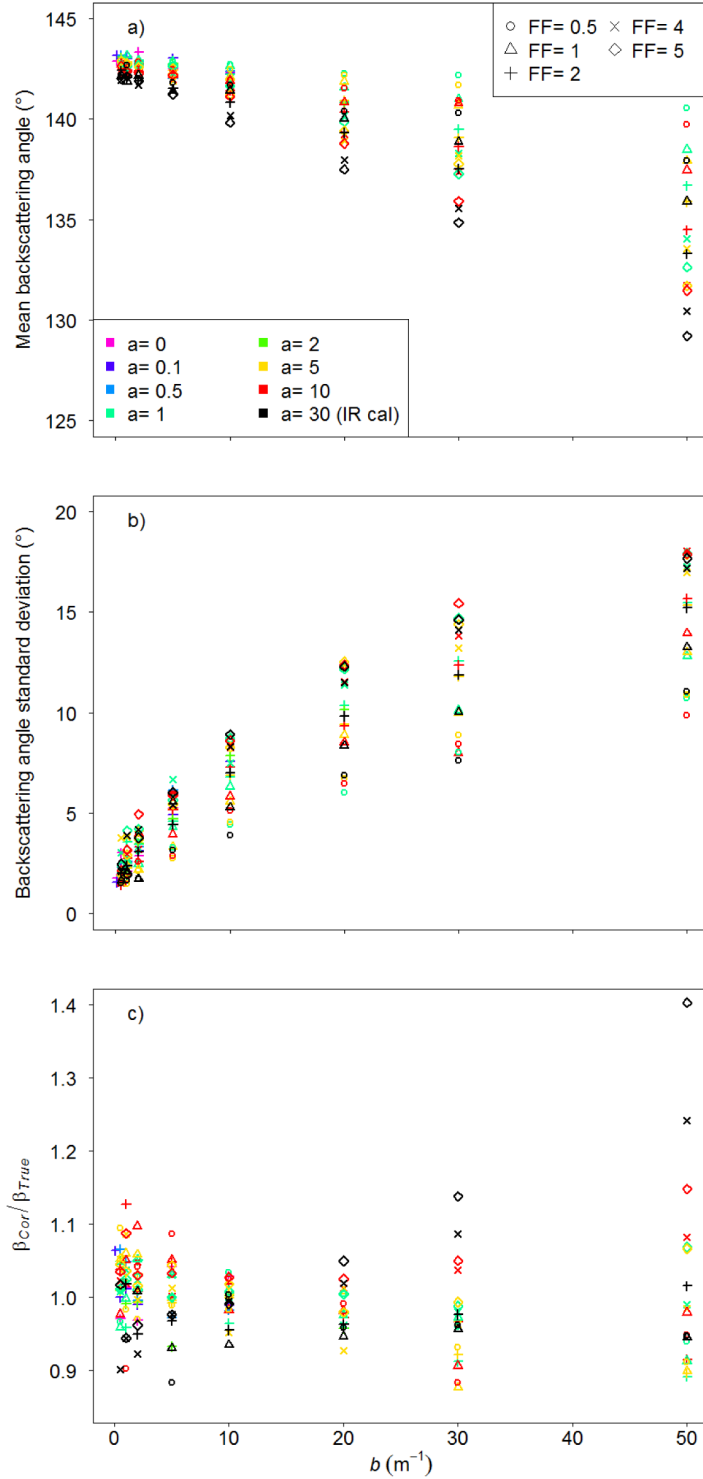 a)
FF= 0.5
FF= 4
FF= 1
FF= 5
FF= 2
Mean backscattering angle (°)
145
140
135
130
125
a= 0
a= 2
a= 0.1
a= 5
a= 0.5
a= 10
a= 1
a= 30 (IR cal)
b)
Backscattering angle standard deviation (°)
20
15
10
5
0
c)
βCor/βTrue
1.4
1.3
1.2
1.1
1.0
0.9
0
10
20
30
40
50
b (m⁻¹)